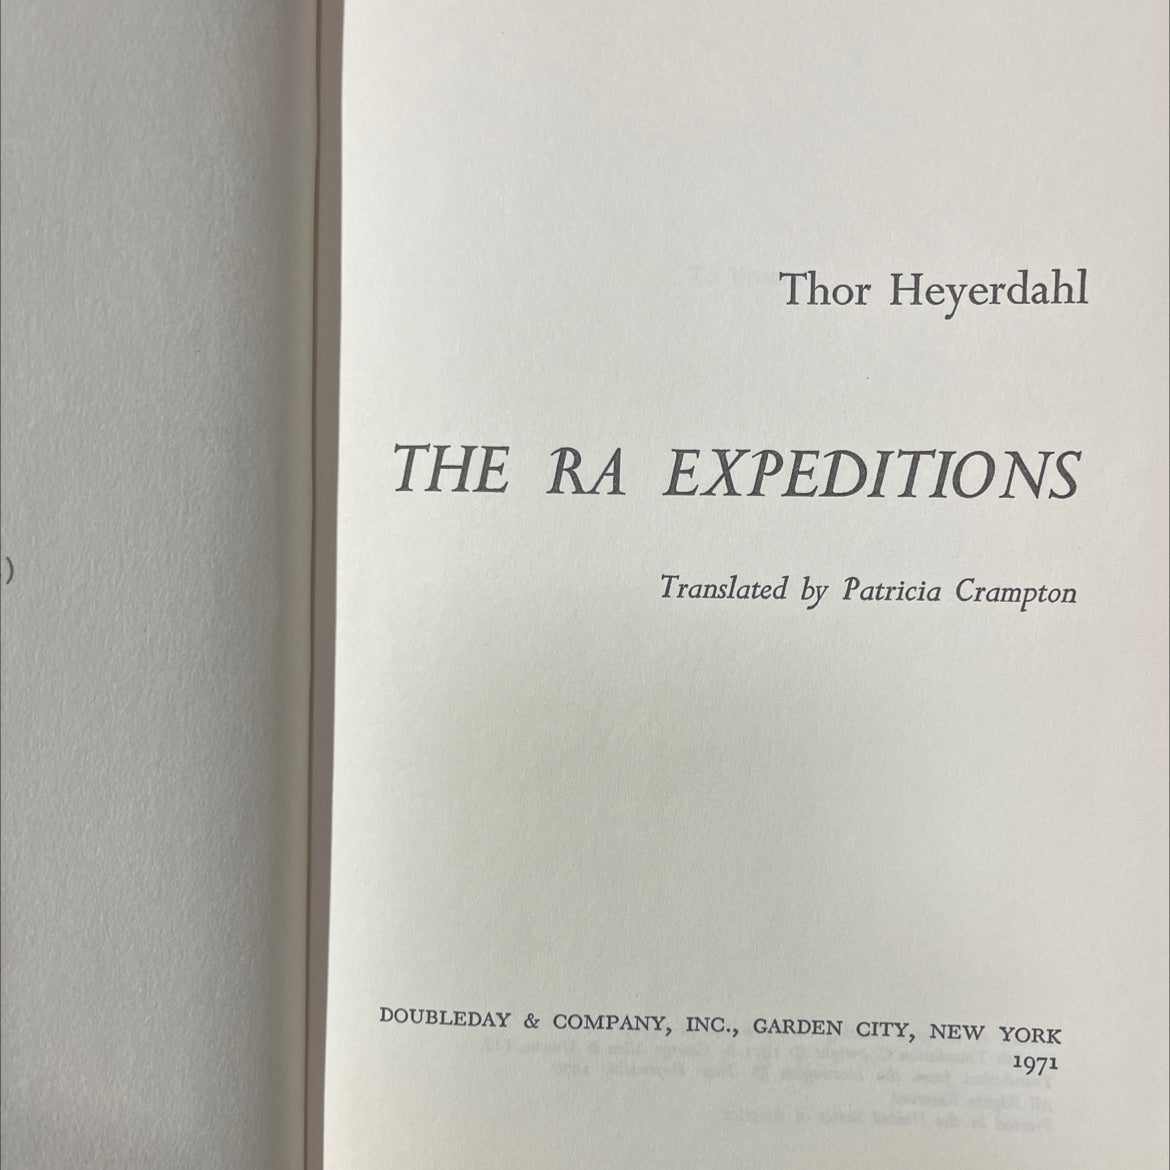 )
Thor Heyerdahl
THE RA EXPEDITIONS
Translated by Patricia Crampton
DOUBLEDAY & COMPANY, INC., GARDEN CITY, NEW YORK
1971